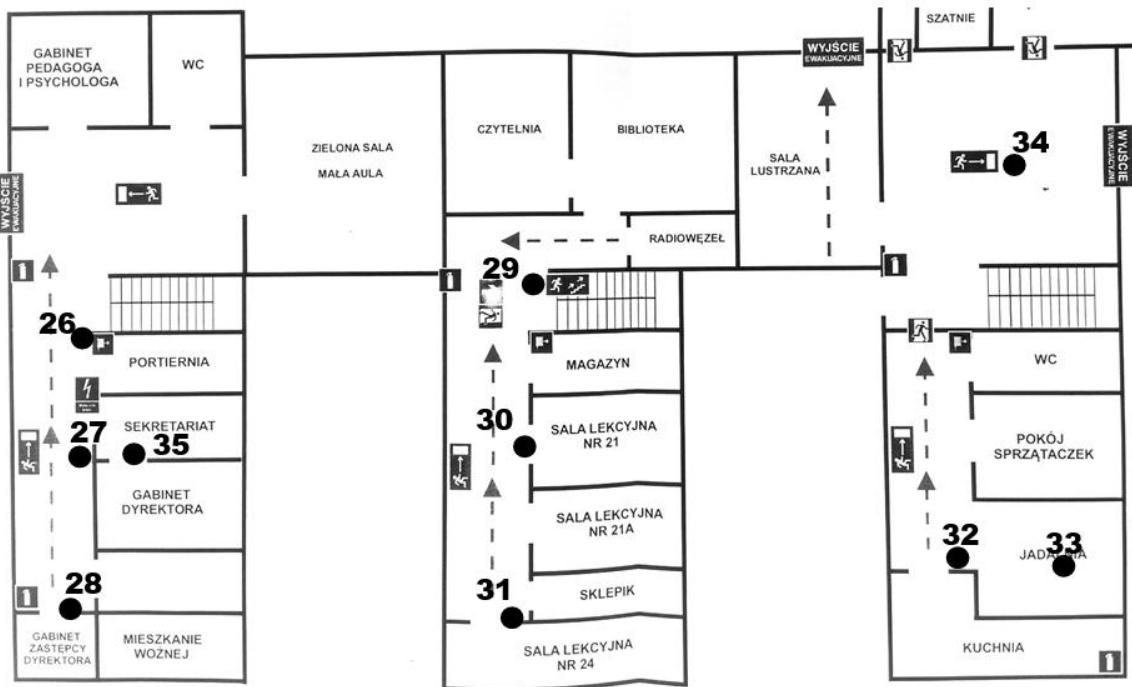 GABINET
PEDAGOGA
I PSYCHOLOGA
WC
ZIELONA SALA
MAŁA AULA
CZYTELNIA
BIBLIOTEKA
SALA
LUSTRZANA
WYJŚCIE
EWAKUACYJNE
SZATNIE
WYJŚCIE
EWAKUACYJNE
WYJŚCIE
EWAKUACYJNE
34
RADIOWĘZEŁ
29
26
PORTIERNIA
MAGAZYN
WC
SEKRETARIAT
27
35
30
SALA LEKCYJNA
NR 21
POKÓJ
SPRZĄTACZEK
GABINET
DYREKTORA
SALA LEKCYJNA
NR 21A
32
33
JADALNIA
28
31
SKLEPIK
GABINET
ZASTĘPCY
DYREKTORA
MIESZKANIE
WOŹNEJ
SALA LEKCYJNA
NR 24
KUCHNIA